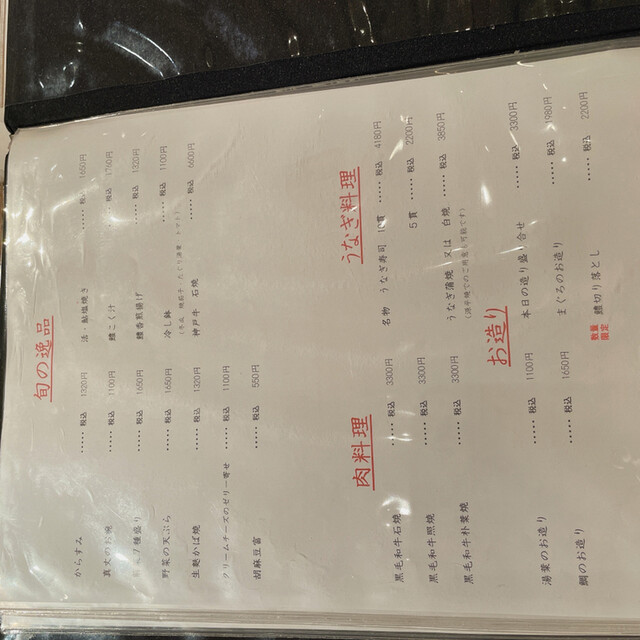 旬の逸品
からすみ ・・・・・ 税込 1320円
真丈のお椀 ・・・・・ 税込 1100円
7種盛り ・・・・・ 税込 1650円
野菜の天ぷら ・・・・・ 税込 1650円
生麩かば焼 ・・・・・ 税込 1320円
クリームチーズのゼリー寄せ ・・・・・ 税込 1100円
胡麻豆富 ・・・・・ 税込 550円
活・鮎塩焼き ・・・・・ 税込 1650円
鱧こく汁 ・・・・・ 税込 1750円
鱧香煎揚げ ・・・・・ 税込 1320円
冷し鉢 ・・・・・ 税込 1100円
神戸牛 石焼 ・・・・・ 税込 6600円
肉料理
黒毛和牛石焼 ・・・・・ 税込 3300円
黒毛和牛照焼 ・・・・・ 税込 3300円
黒毛和牛朴葉焼 ・・・・・ 税込 3300円
うなぎ料理
名物 うなぎ寿司 10貫 ・・・・・ 税込 4180円
5貫 ・・・・・ 税込 2200円
うなぎ蒲焼 又は 白焼 ・・・・・ 税込 3850円
お造り
湯葉のお造り ・・・・・ 税込 1100円
鯛のお造り ・・・・・ 税込 1650円
本日の造り盛り合せ ・・・・・ 税込 3300円
まぐろのお造り ・・・・・ 税込 1980円
数量限定 鱧切り落とし ・・・・・ 税込 2200円